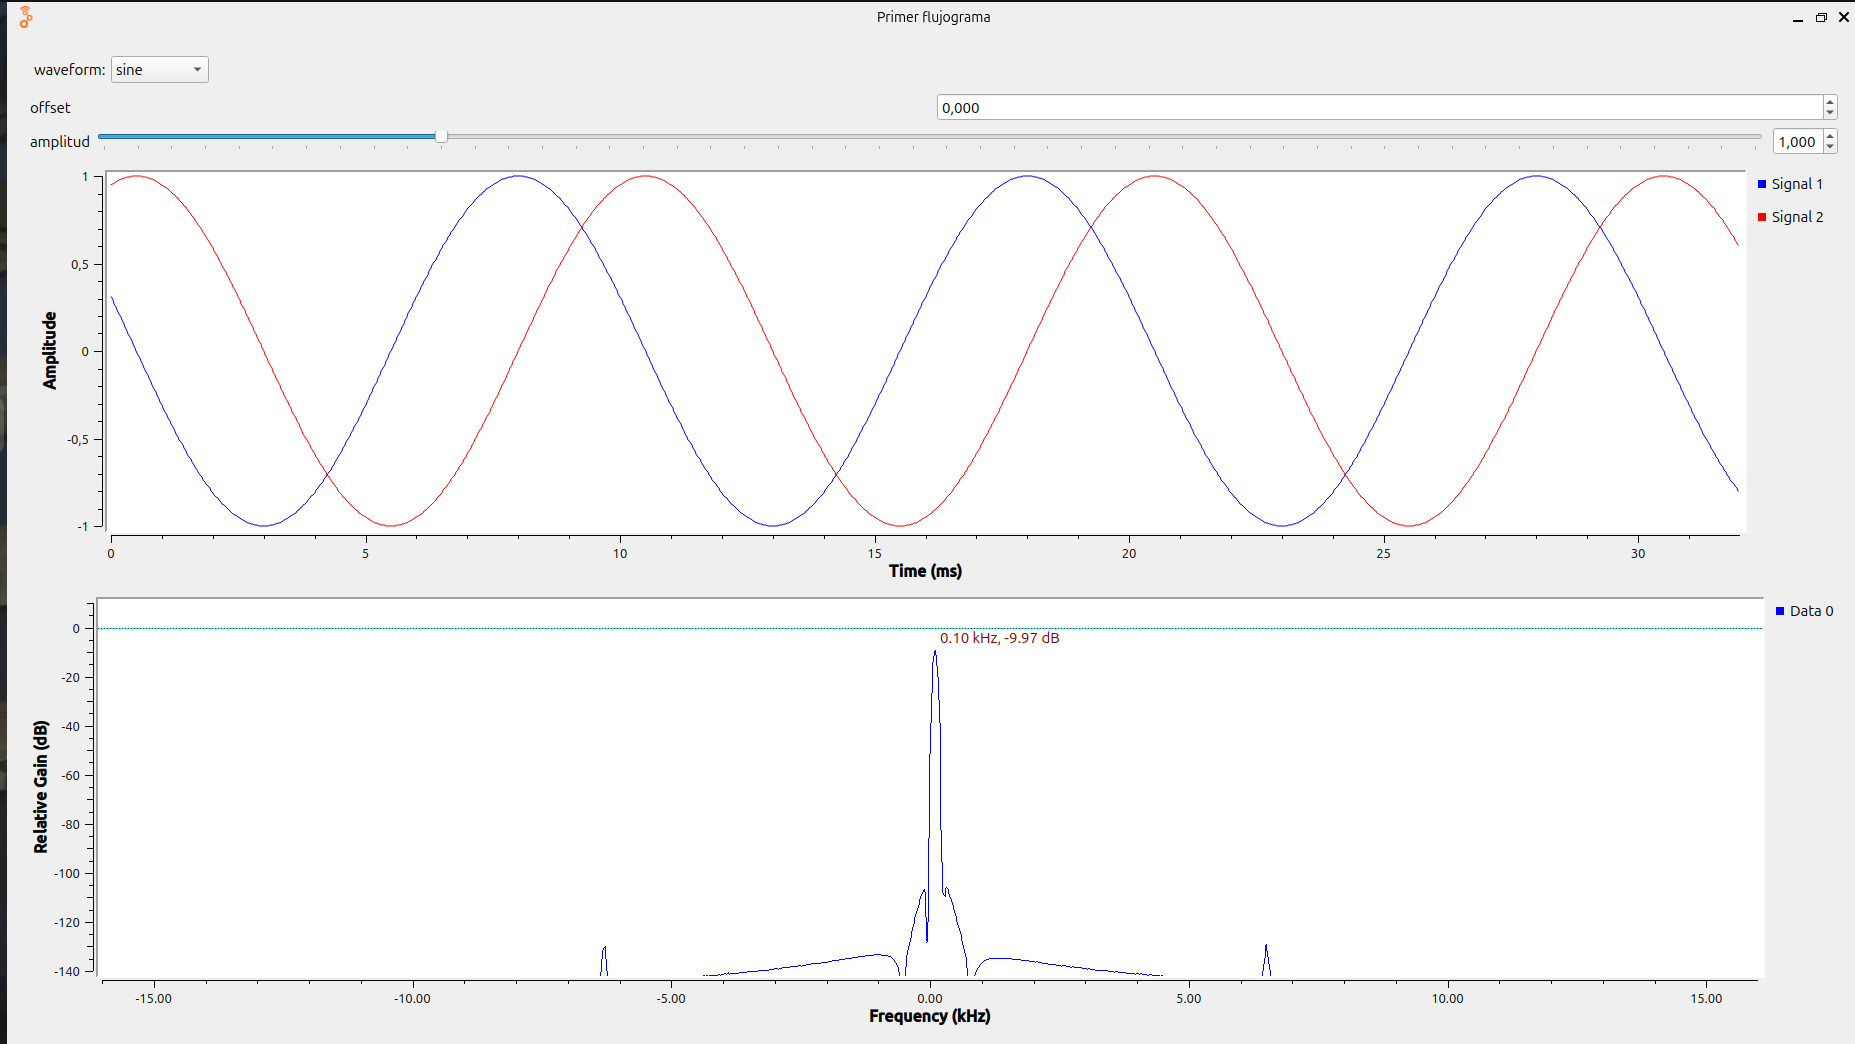 Primer flujograma
waveform: sine
offset 0,000
amplitud 1,000
Signal 1
Signal 2
1
0,5
0
-0,5
-1
Amplitude
0 5 10 15 20 25 30
Time (ms)
Data 0
0.10 kHz, -9.97 dB
0
-20
-40
-60
-80
-100
-120
-140
Relative Gain (dB)
-15.00 -10.00 -5.00 0.00 5.00 10.00 15.00
Frequency (kHz)